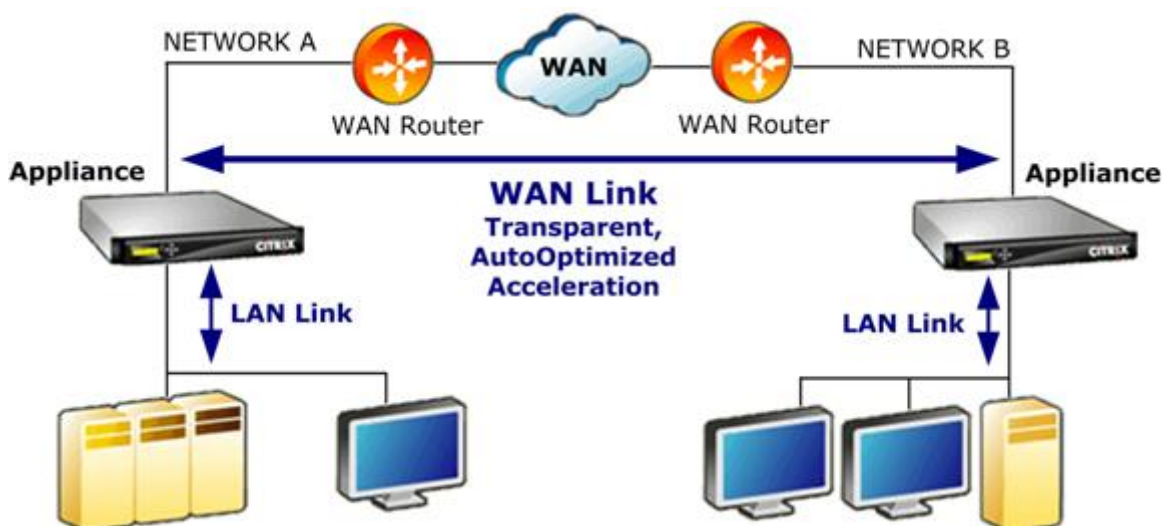 NETWORK A
WAN
NETWORK B
WAN Router
WAN Router
Appliance
Appliance
WAN Link
Transparent,
AutoOptimized
Acceleration
CITRIX
CITRIX
LAN Link
LAN Link